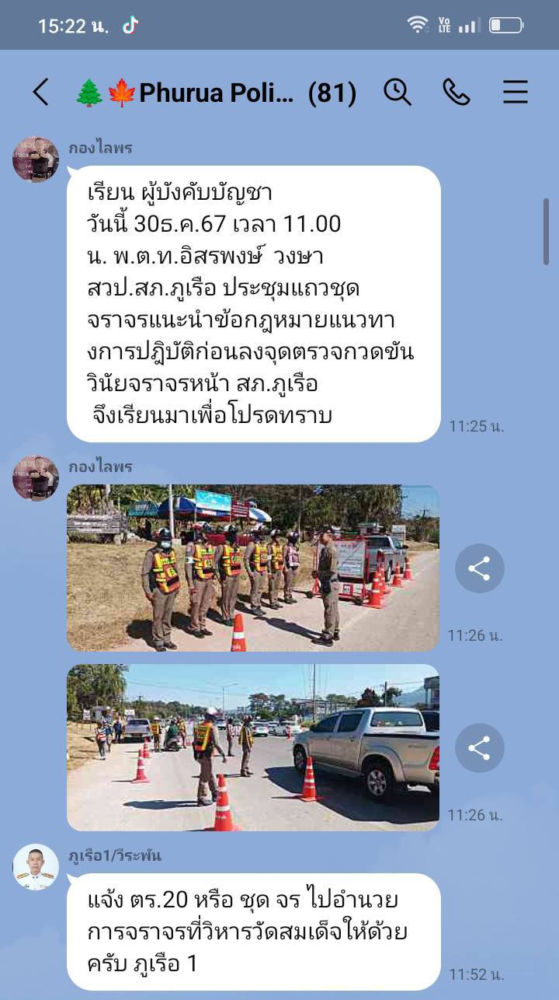 15:22 น.
Vo LTE
Phurua Poli... (81)
กองไลพร
เรียน ผู้บังคับบัญชา
วันนี้ 30ธ.ค.67 เวลา 11.00
น. พ.ต.ท.อิสรพงษ์ วงษา
สวป.สภ.ภูเรือ ประชุมแถวชุด
จราจรแนะนำข้อกฎหมายแนวทา
งการปฎิบัติก่อนลงจุดตรวจกวดขัน
วินัยจราจรหน้า สภ.ภูเรือ
จึงเรียนมาเพื่อโปรดทราบ
11:25 น.
กองไลพร
11:26 น.
11:26 น.
ภูเรือ1/วีระพัน
แจ้ง ตร.20 หรือ ชุด จร ไปอำนวย
การจราจรที่วิหารวัดสมเด็จให้ด้วย
ครับ ภูเรือ 1
11:52 น.